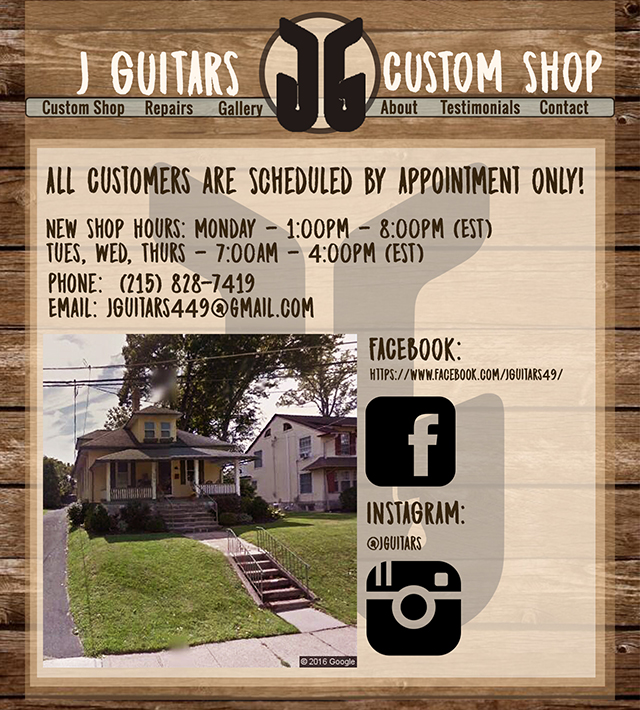 J GUITARS JG CUSTOM SHOP
Custom Shop Repairs Gallery About Testimonials Contact
ALL CUSTOMERS ARE SCHEDULED BY APPOINTMENT ONLY!
NEW SHOP HOURS: MONDAY - 1:00PM - 8:00PM (EST)
TUES, WED, THURS - 7:00AM - 4:00PM (EST)
PHONE: (215) 828-7419
EMAIL: JGUITARS449@GMAIL.COM
FACEBOOK:
HTTPS://WWW.FACEBOOK.COM/JGUITARS49/
f
INSTAGRAM:
@JGUITARS
© 2016 Google